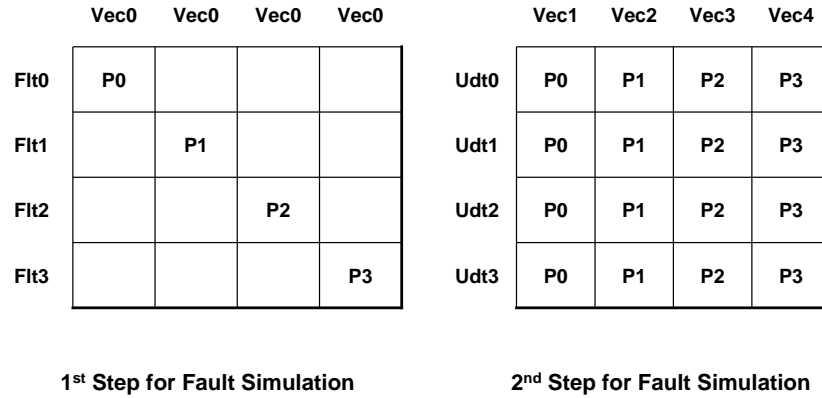 Vec0 Vec0 Vec0 Vec0
Flt0 P0
Flt1 P1
Flt2 P2
Flt3 P3
1st Step for Fault Simulation
Vec1 Vec2 Vec3 Vec4
Udt0 P0 P1 P2 P3
Udt1 P0 P1 P2 P3
Udt2 P0 P1 P2 P3
Udt3 P0 P1 P2 P3
2nd Step for Fault Simulation